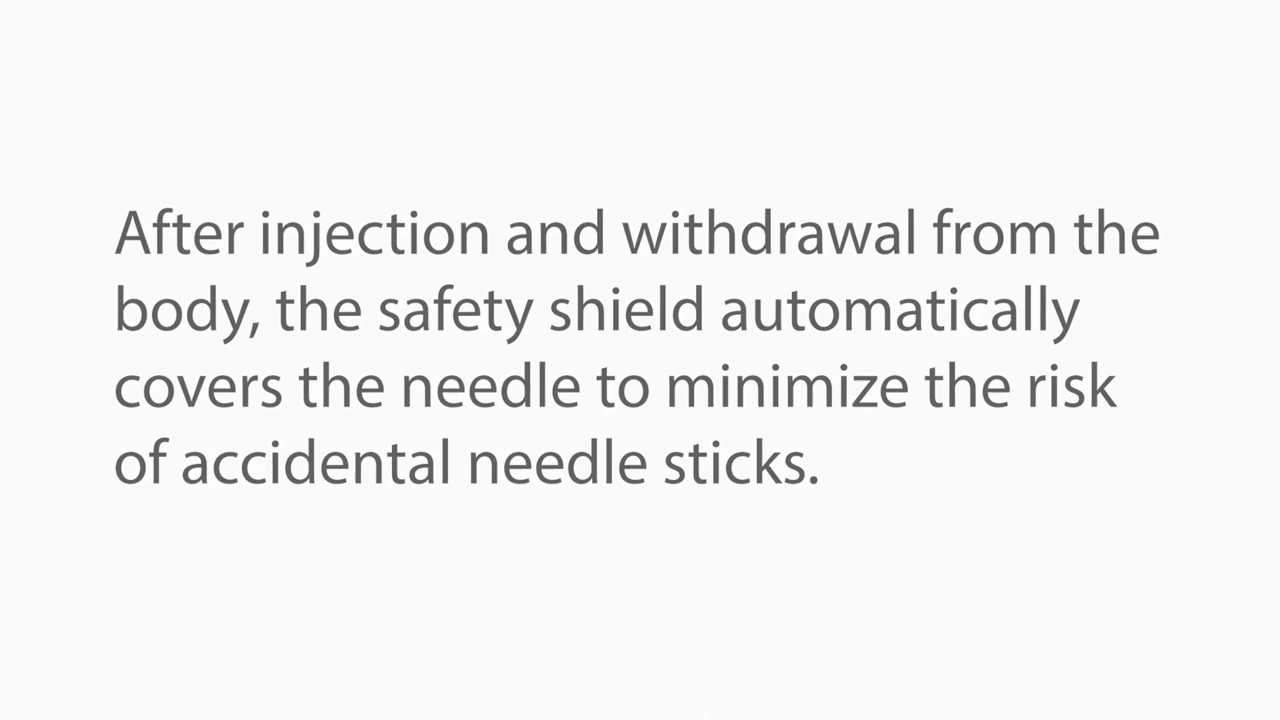 After injection and withdrawal from the
body, the safety shield automatically
covers the needle to minimize the risk
of accidental needle sticks.